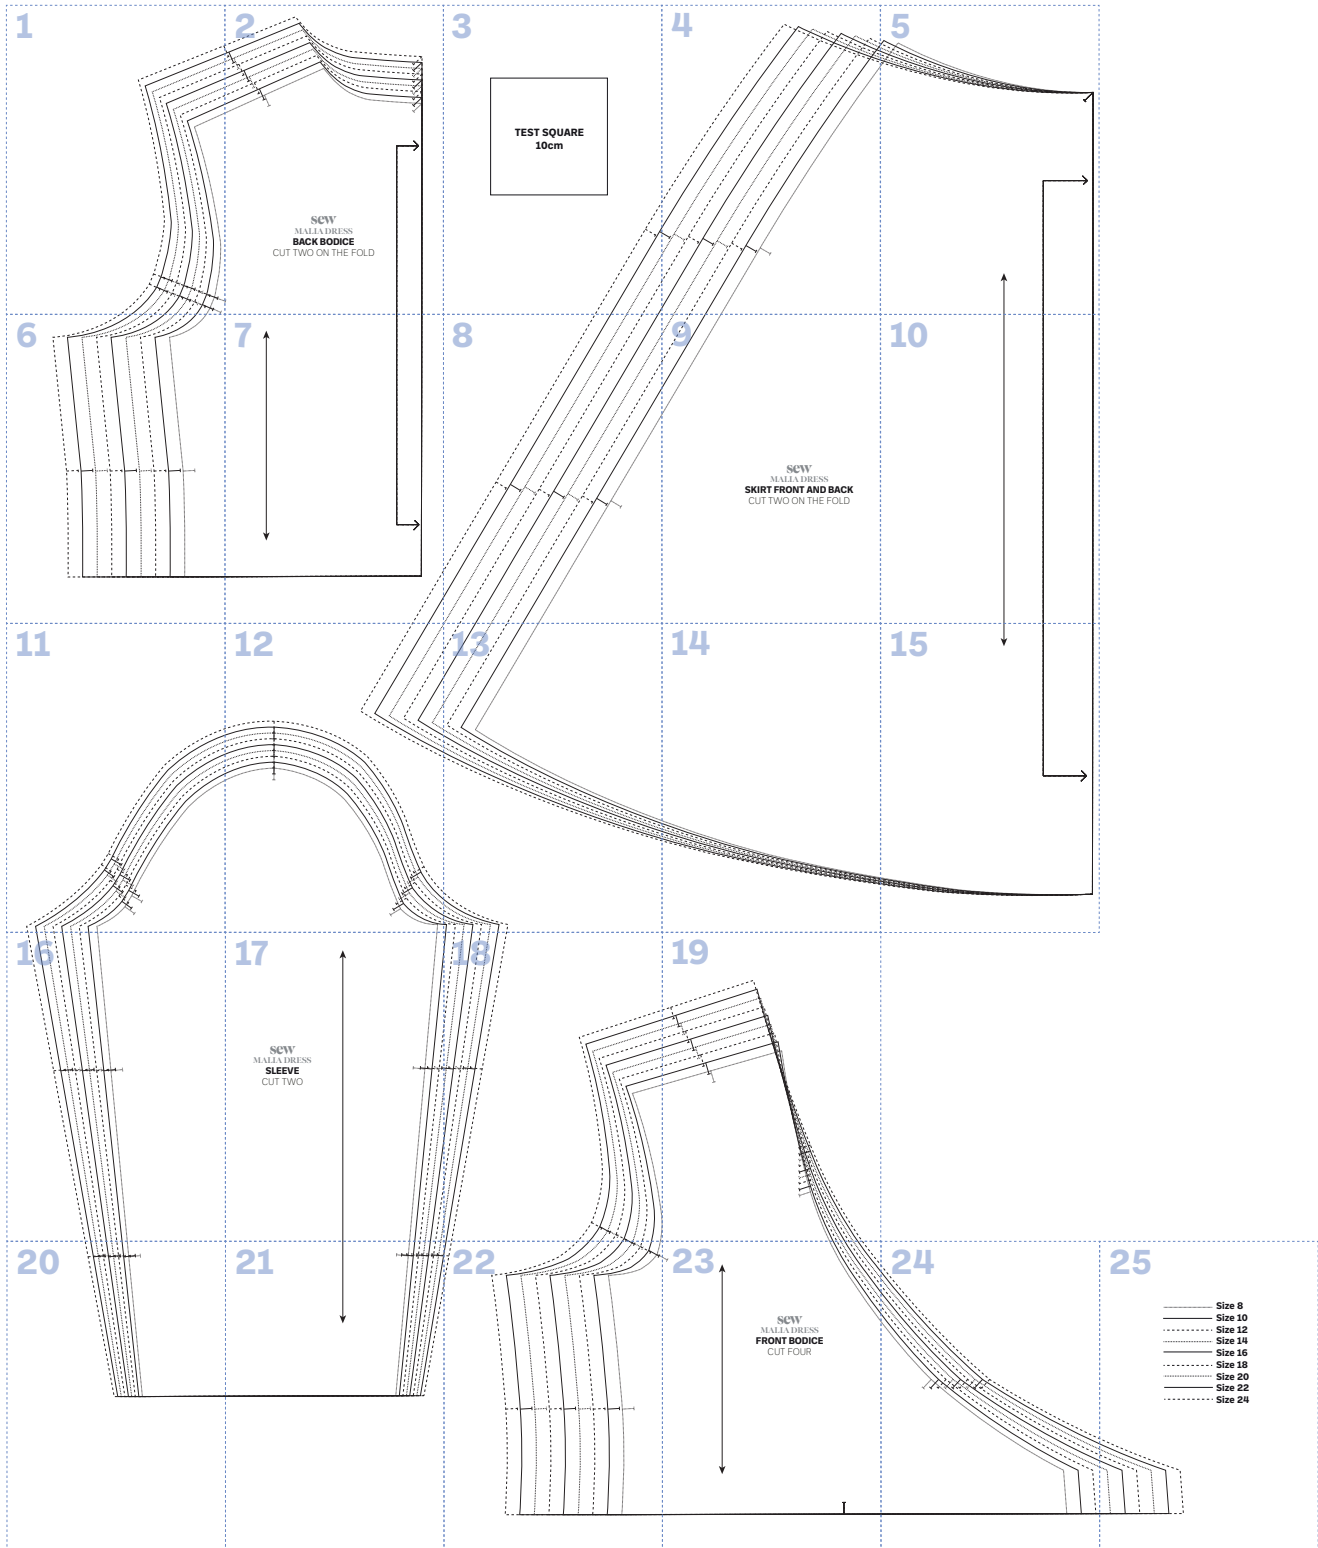 1
2
3
4
5
TEST SQUARE
10cm
sew
MALIA DRESS
BACK BODICE
CUT TWO ON THE FOLD
6
7
8
9
10
sew
MALIA DRESS
SKIRT FRONT AND BACK
CUT TWO ON THE FOLD
11
12
13
14
15
16
17
18
19
sew
MALIA DRESS
SLEEVE
CUT TWO
20
21
22
23
24
25
sew
MALIA DRESS
FRONT BODICE
CUT FOUR
Size 8
Size 10
Size 12
Size 14
Size 16
Size 18
Size 20
Size 22
Size 24